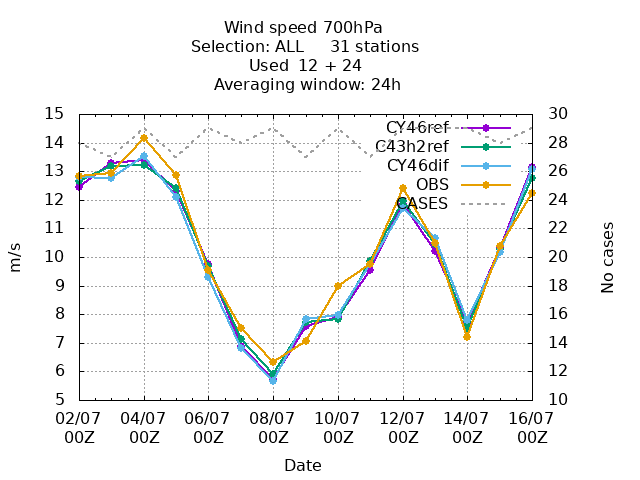 Wind speed 700hPa
Selection: ALL 31 stations
Used 12 + 24
Averaging window: 24h
15 30
14 28
13 26
12 24
11 22
10 20
9 18
8 16
7 14
6 12
5 10
CY46ref
C43h2ref
CY46dif
OBS
CASES
m/s
No cases
02/07 04/07 06/07 08/07 10/07 12/07 14/07 16/07
00Z 00Z 00Z 00Z 00Z 00Z 00Z 00Z
Date